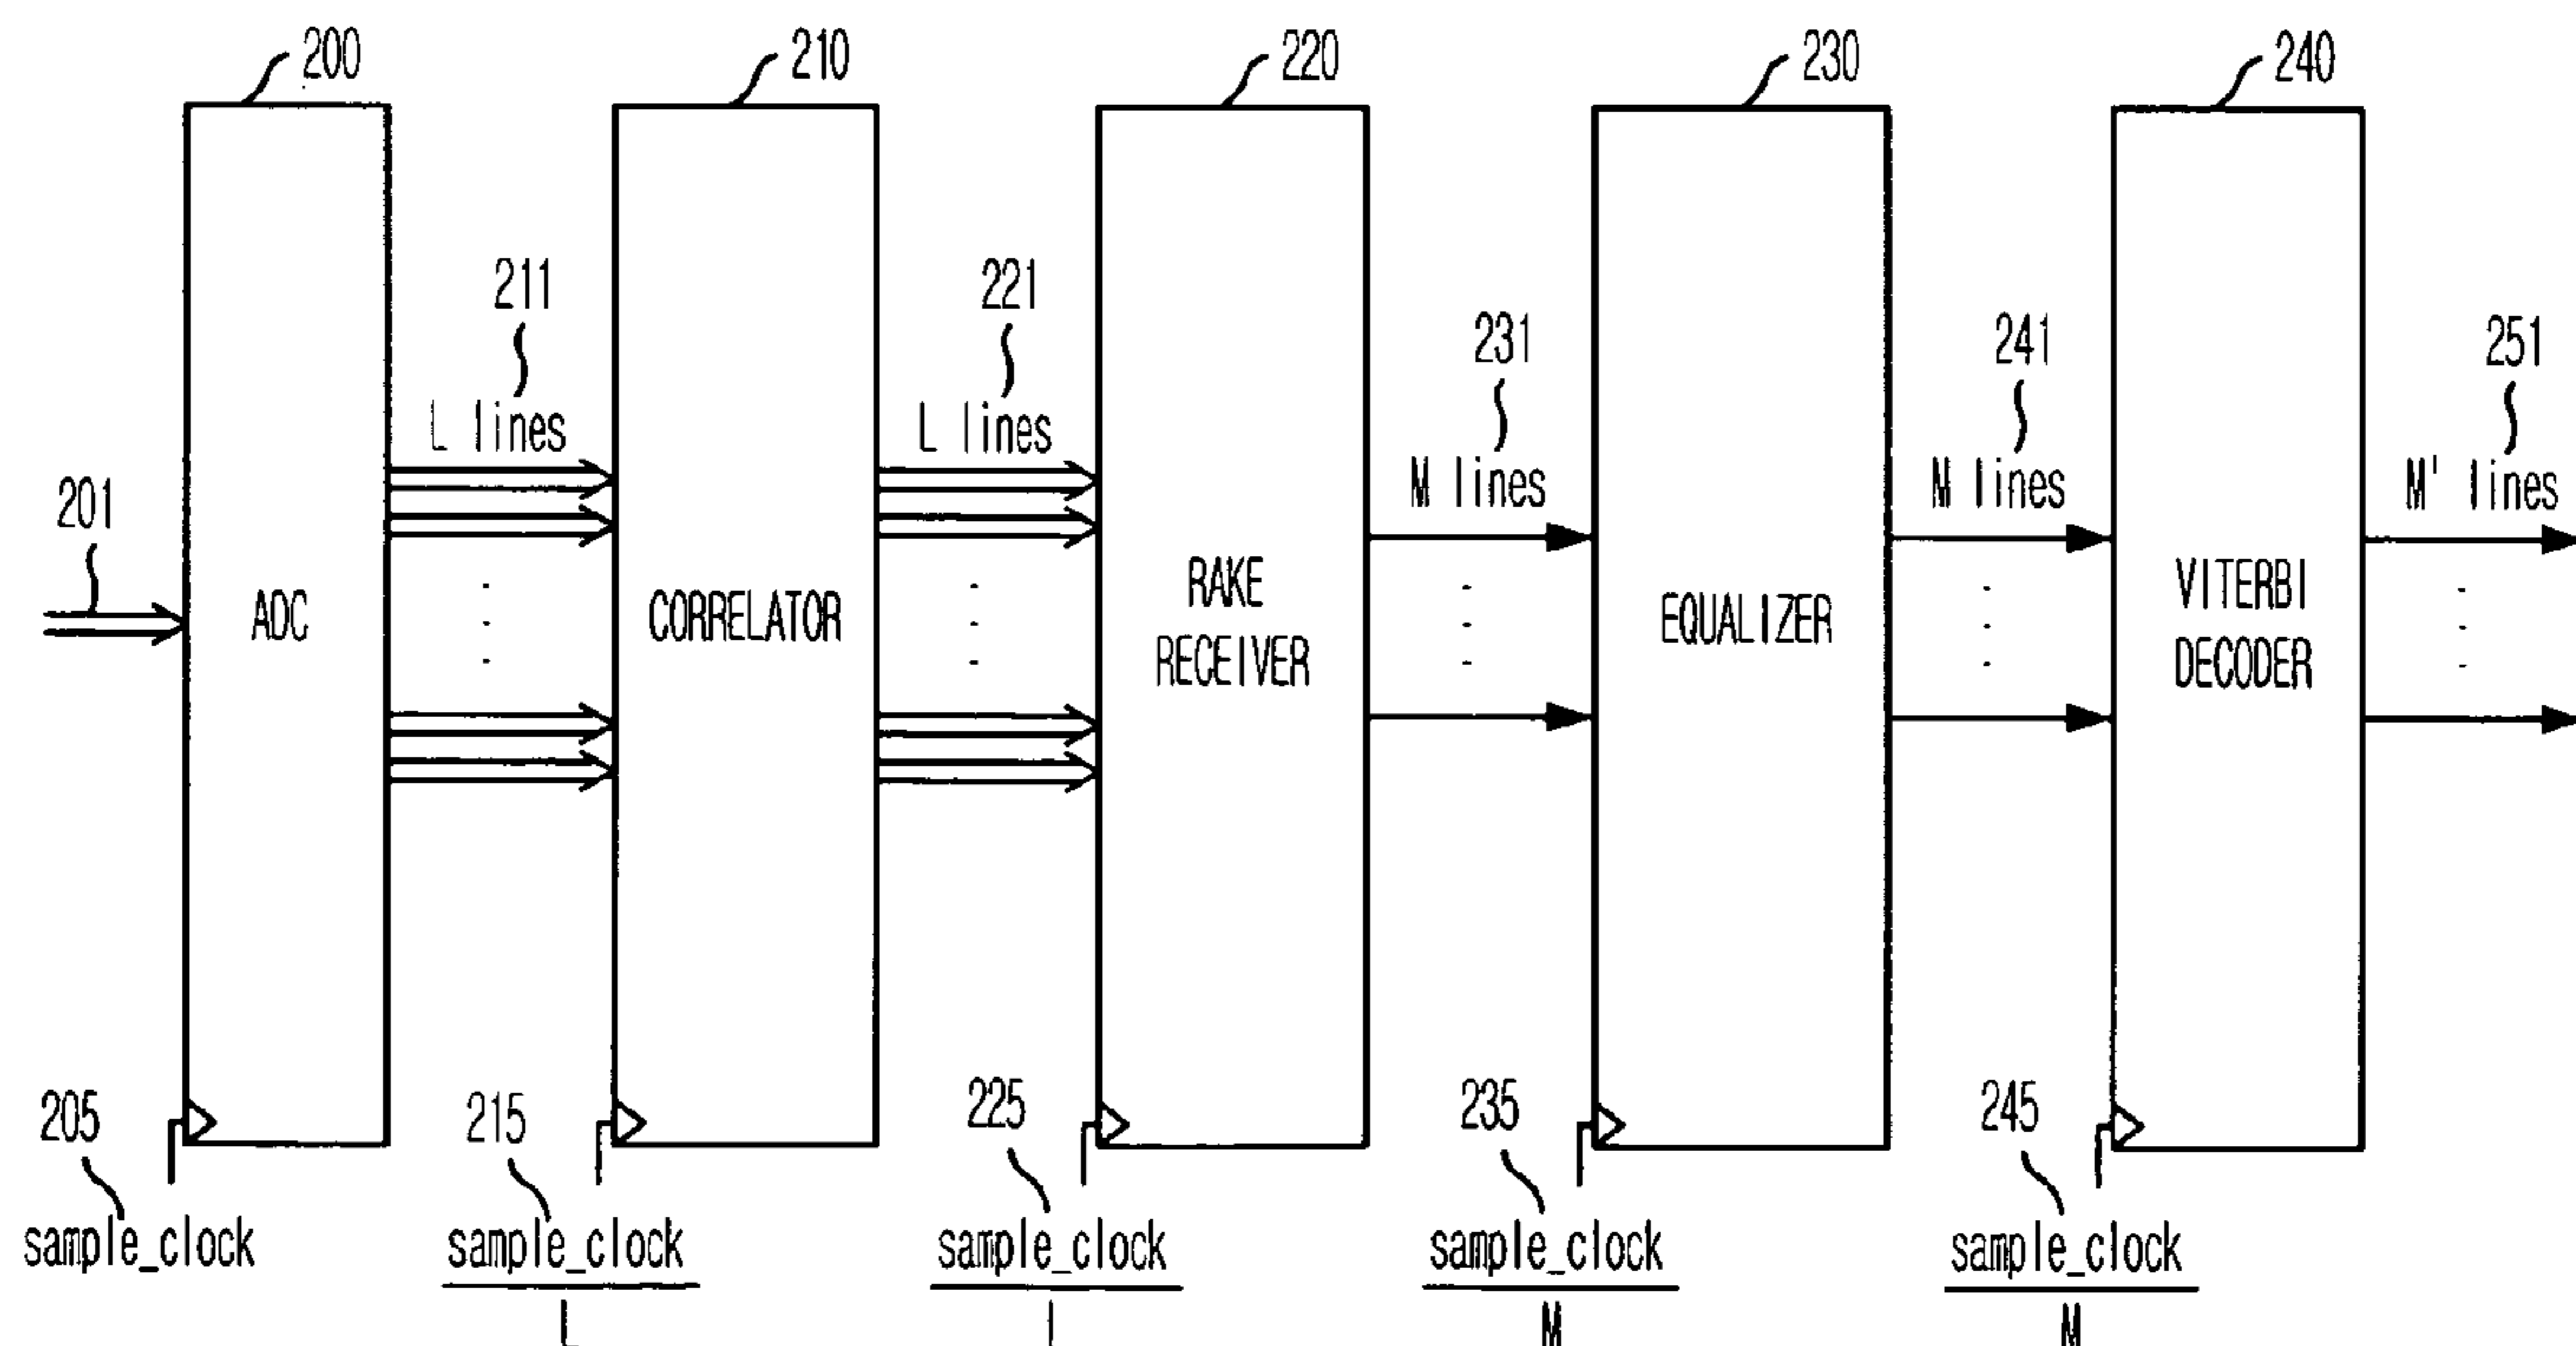 200
210
220
230
240
211
221
231
241
251
L lines
L lines
M lines
M lines
M' lines
201
ADC
CORRELATOR
RAKE
RECEIVER
EQUALIZER
VITERBI
DECODER
205
215
225
235
245
sample_clock
sample_clock
sample_clock
sample_clock
sample_clock
L
M
M